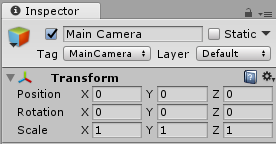 Inspector
Main Camera Static
Tag MainCamera Layer Default
Transform
Position X 0 Y 0 Z 0
Rotation X 0 Y 0 Z 0
Scale X 1 Y 1 Z 1